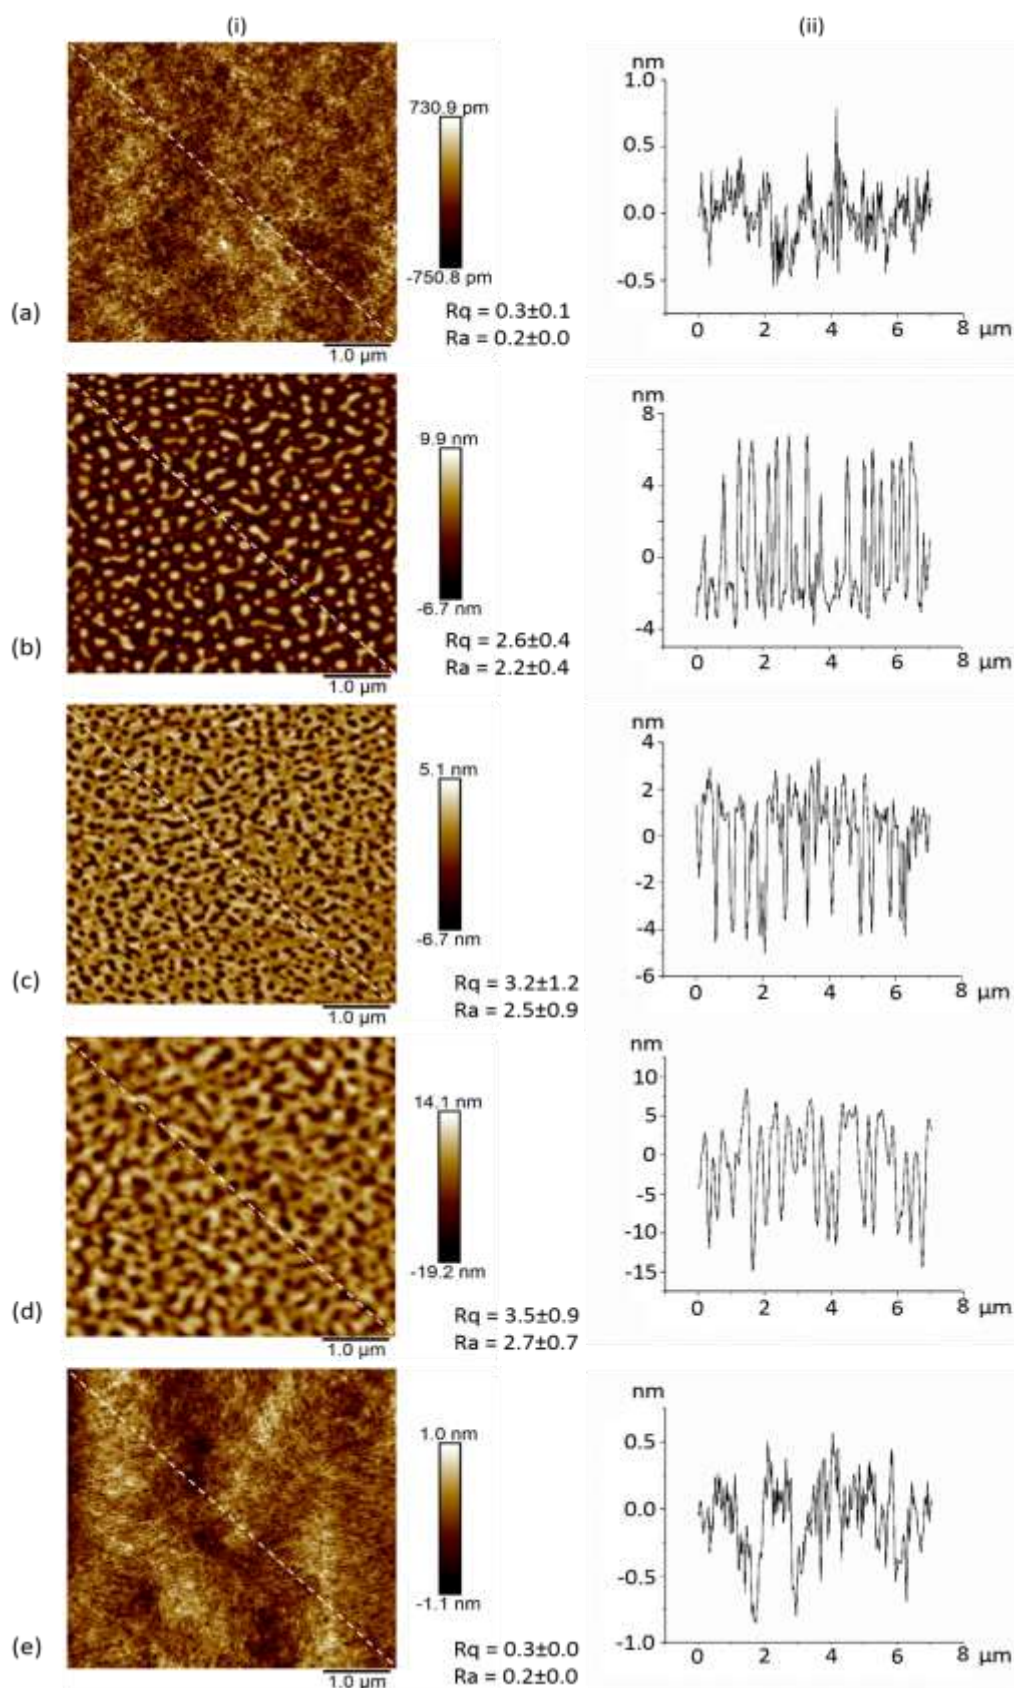 (i)
(ii)
730.9 pm
-750.8 pm
Rq = 0.3±0.1
Ra = 0.2±0.0
1.0 µm
(a)
nm
1.0
0.5
0.0
-0.5
0 2 4 6 8 µm
9.9 nm
-6.7 nm
Rq = 2.6±0.4
Ra = 2.2±0.4
1.0 µm
(b)
nm
8
4
0
-4
0 2 4 6 8 µm
5.1 nm
-6.7 nm
Rq = 3.2±1.2
Ra = 2.5±0.9
1.0 µm
(c)
nm
4
2
0
-2
-4
-6
0 2 4 6 8 µm
14.1 nm
-19.2 nm
Rq = 3.5±0.9
Ra = 2.7±0.7
1.0 µm
(d)
nm
10
5
0
-5
-10
-15
0 2 4 6 8 µm
1.0 nm
-1.1 nm
Rq = 0.3±0.0
Ra = 0.2±0.0
1.0 µm
(e)
nm
0.5
0.0
-0.5
-1.0
0 2 4 6 8 µm